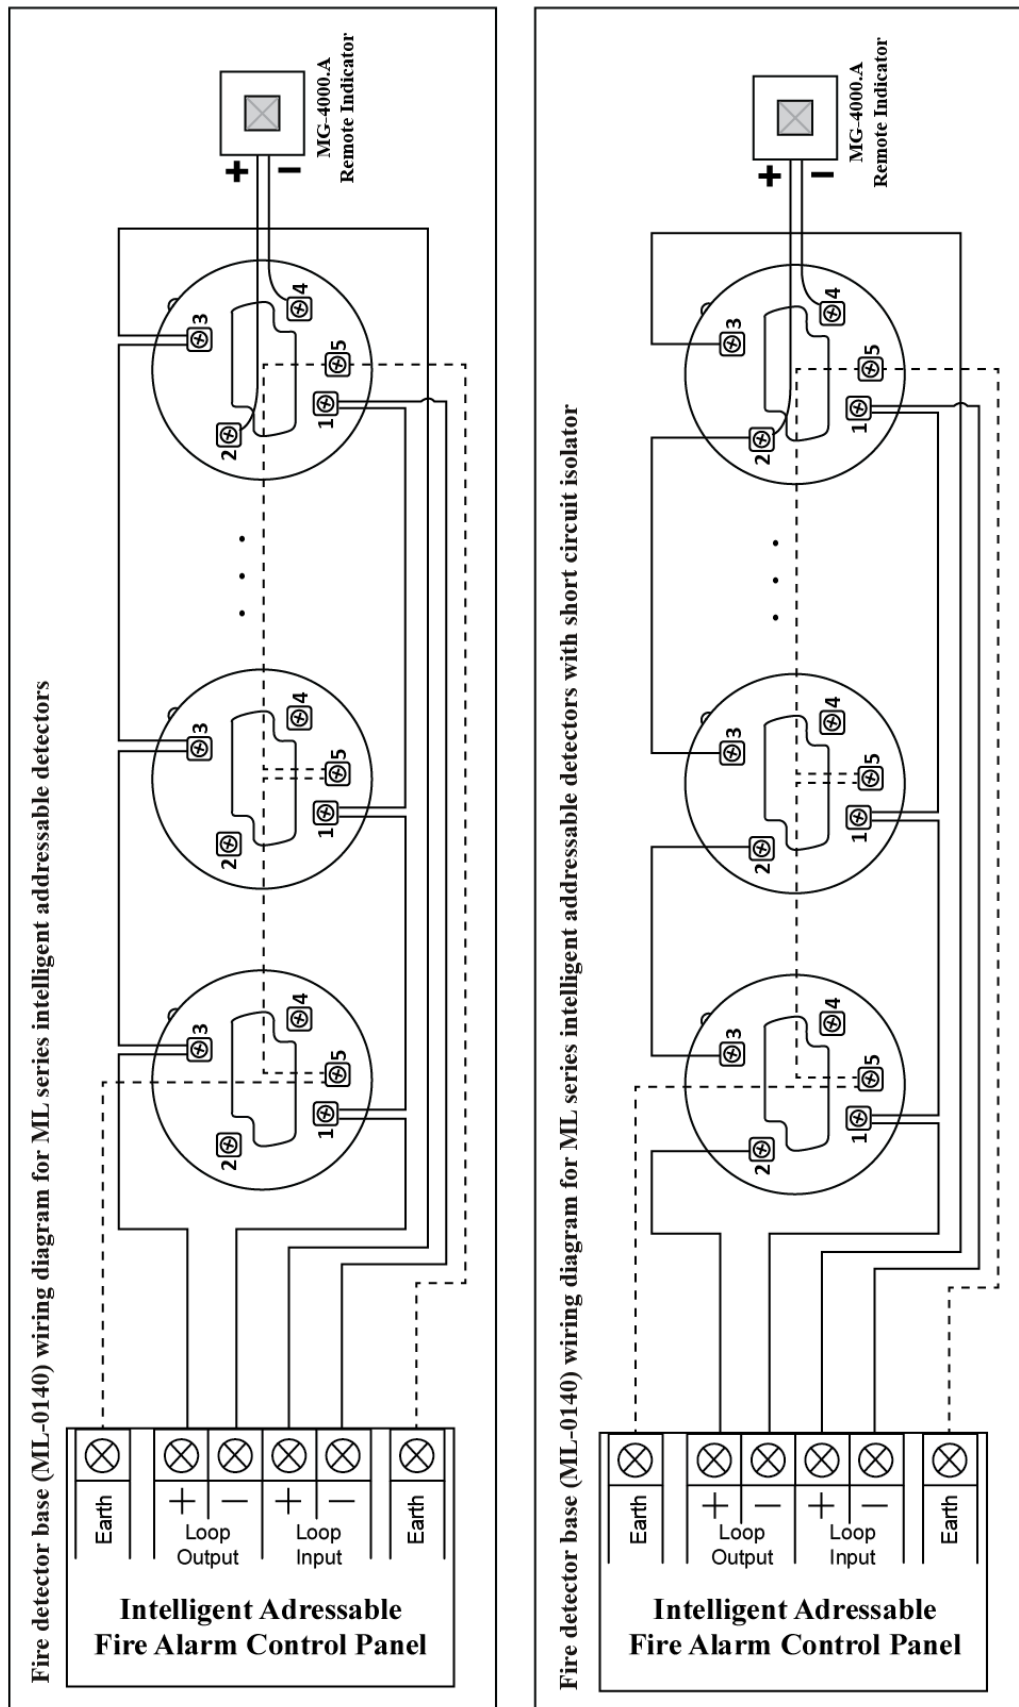 Fire detector base (ML-0140) wiring diagram for ML series intelligent addressable detectors
MG-4000.A
Remote Indicator
+
−
3
4
2
1
5
3
4
2
1
5
3
4
2
1
5
Earth
+
−
+
−
Earth
Loop
Output
Loop
Input
Intelligent Adressable
Fire Alarm Control Panel
Fire detector base (ML-0140) wiring diagram for ML series intelligent addressable detectors with short circuit isolator
MG-4000.A
Remote Indicator
+
−
3
4
2
1
5
3
4
2
1
5
3
4
2
1
5
Earth
+
−
+
−
Earth
Loop
Output
Loop
Input
Intelligent Adressable
Fire Alarm Control Panel